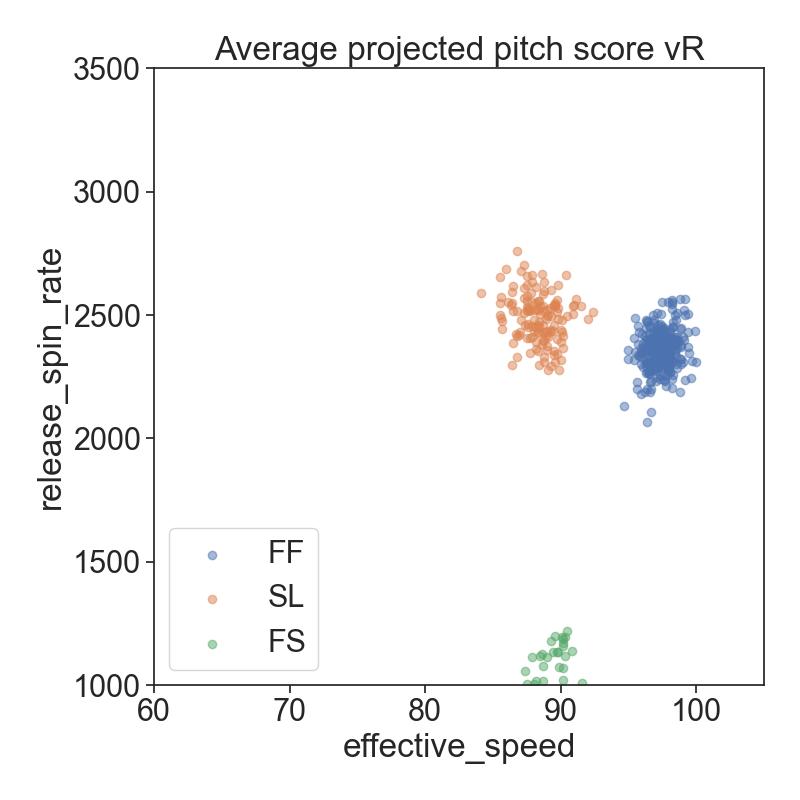 Average projected pitch score vR
3500
3000
2500
2000
1500
1000
release_spin_rate
FF
SL
FS
60 70 80 90 100
effective_speed